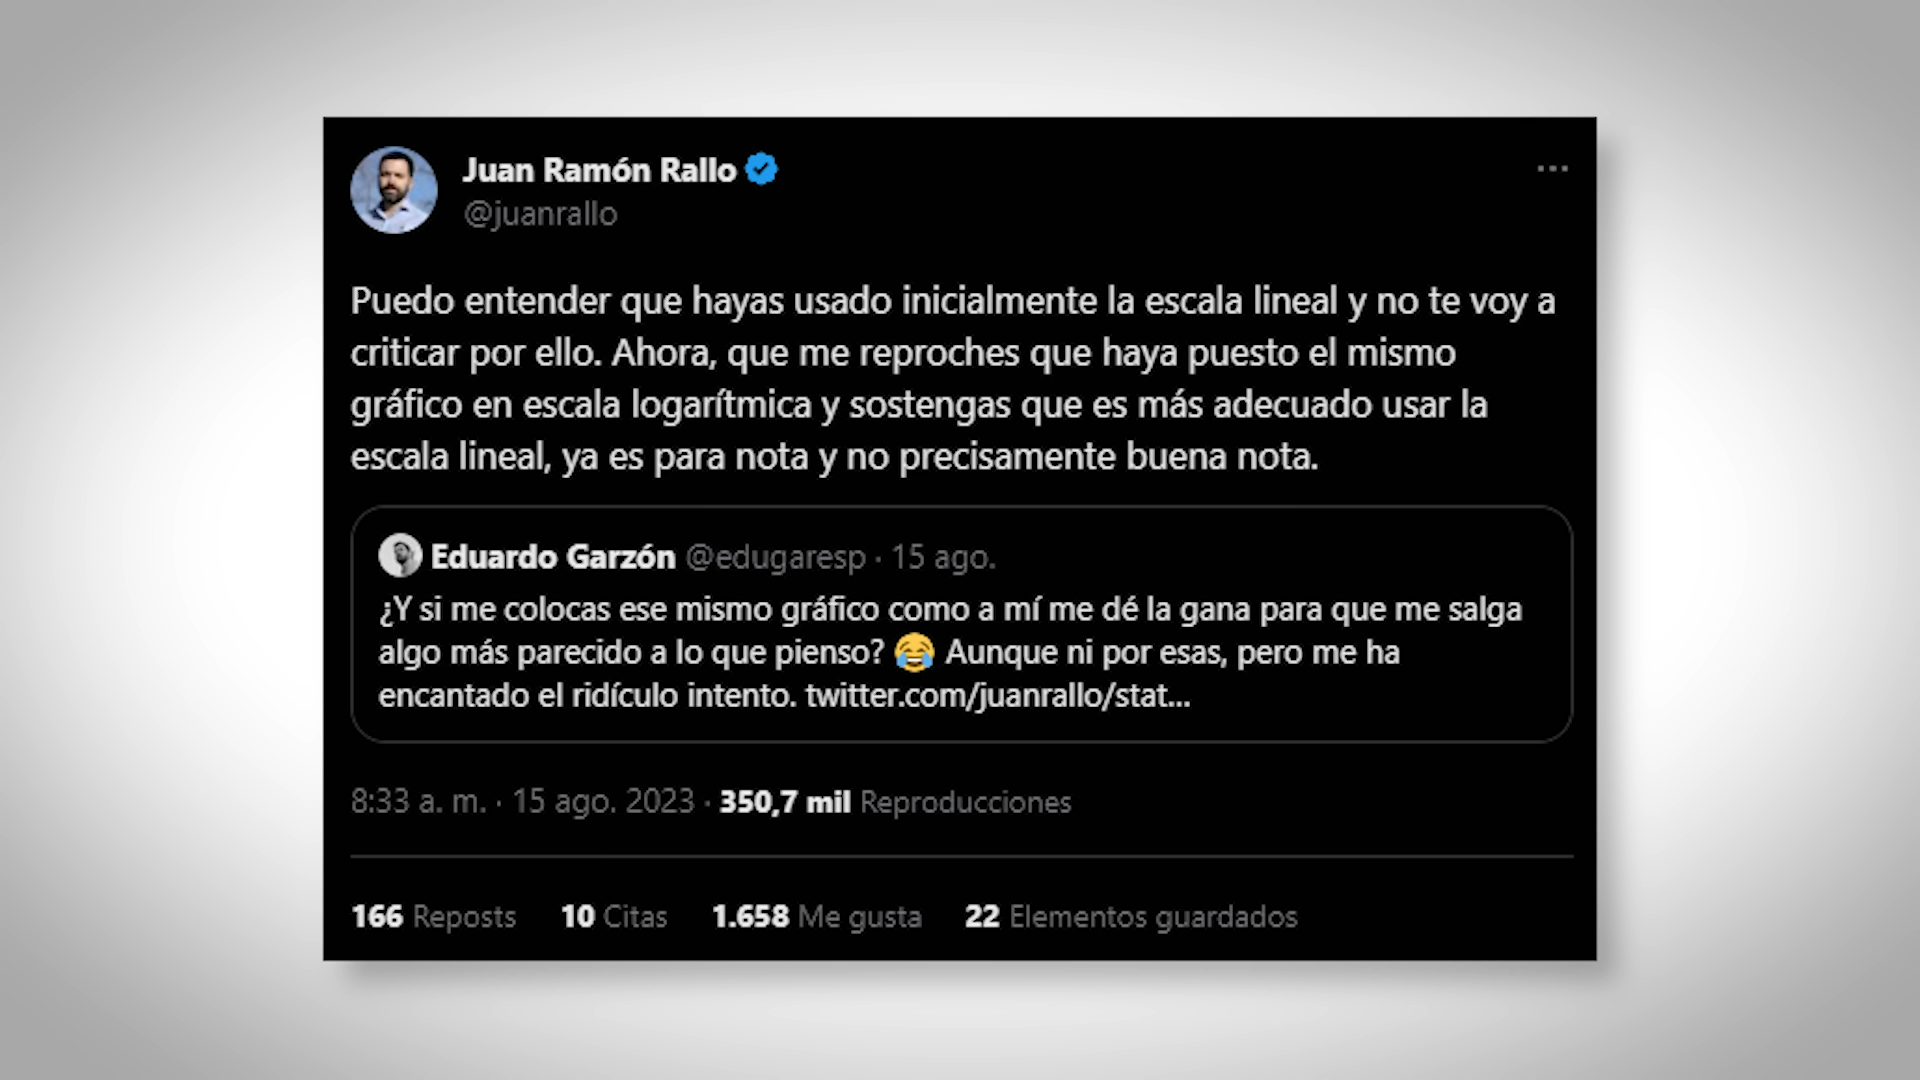 Juan Ramón Rallo
@juanrallo
Puedo entender que hayas usado inicialmente la escala lineal y no te voy a
criticar por ello. Ahora, que me reproches que haya puesto el mismo
gráfico en escala logarítmica y sostengas que es más adecuado usar la
escala lineal, ya es para nota y no precisamente buena nota.
Eduardo Garzón @edugaresp · 15 ago.
¿Y si me colocas ese mismo gráfico como a mí me dé la gana para que me salga
algo más parecido a lo que pienso? 😂 Aunque ni por esas, pero me ha
encantado el ridículo intento. twitter.com/juanrallo/stat...
8:33 a. m. · 15 ago. 2023 · 350,7 mil Reproducciones
166 Reposts 10 Citas 1.658 Me gusta 22 Elementos guardados